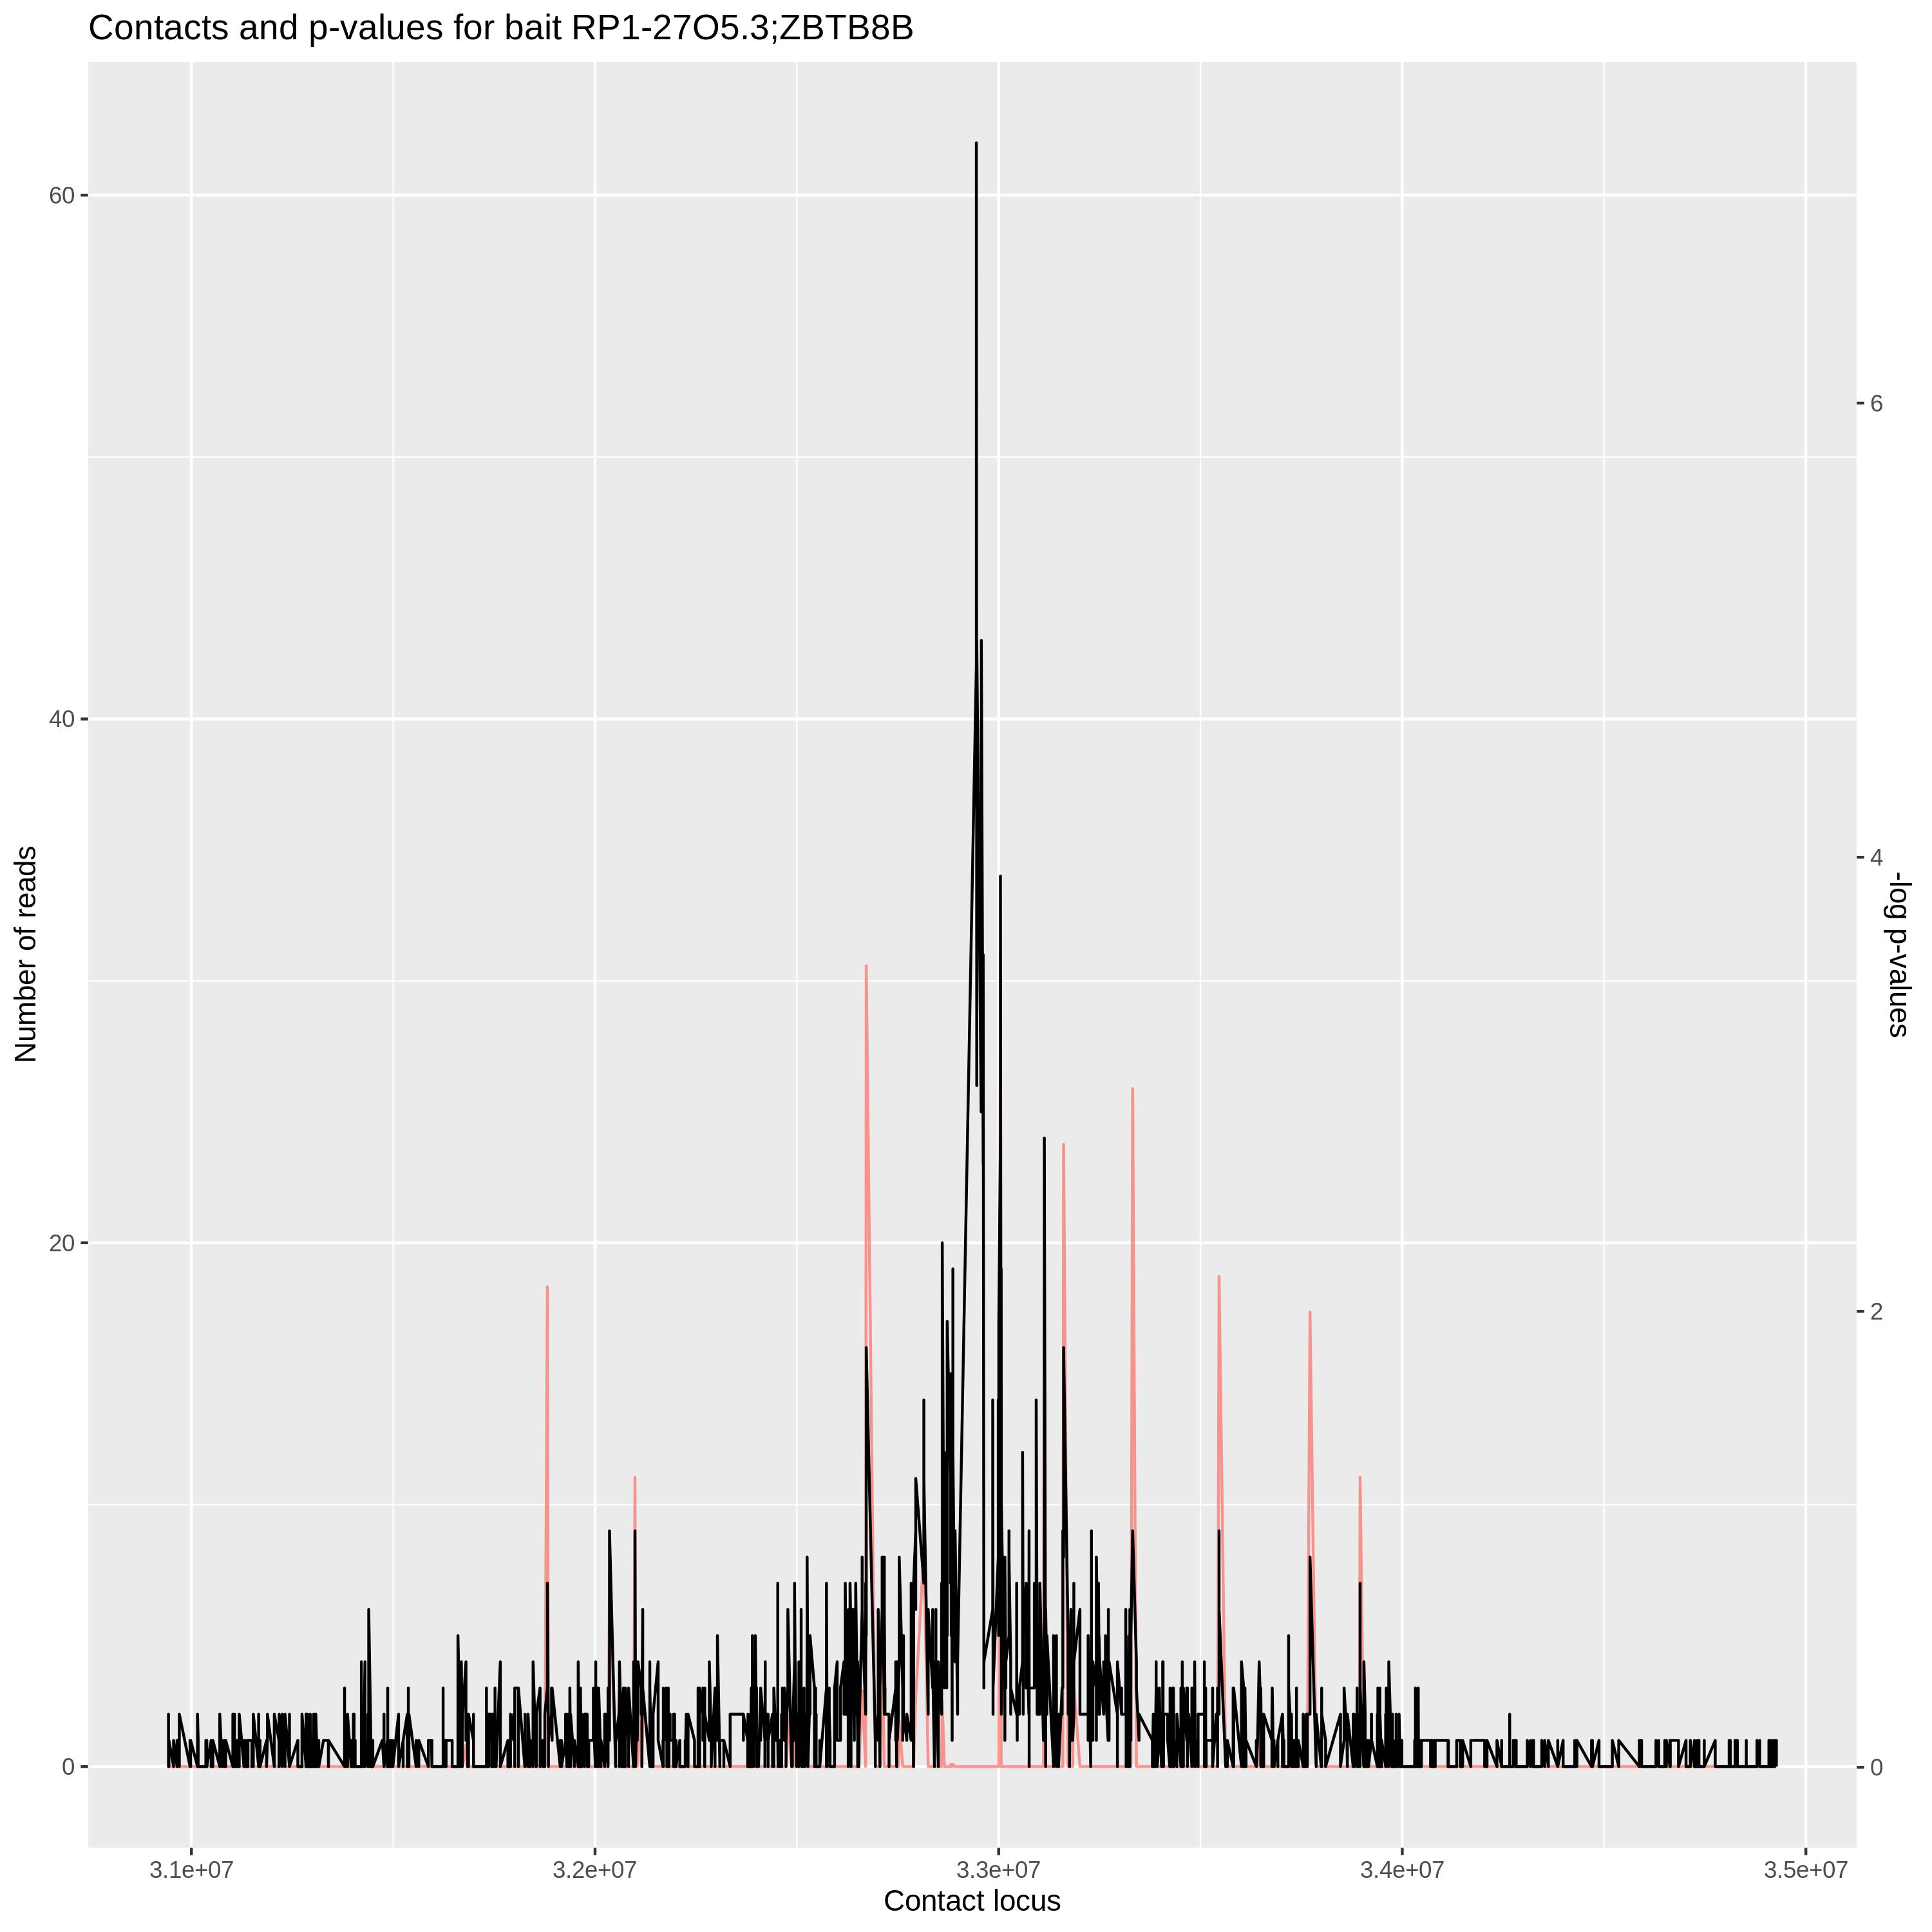 Contacts and p-values for bait RP1-27O5.3;ZBTB8B
60
40
20
0
Number of reads
6
4
2
0
-log p-values
3.1e+07 3.2e+07 3.3e+07 3.4e+07 3.5e+07
Contact locus